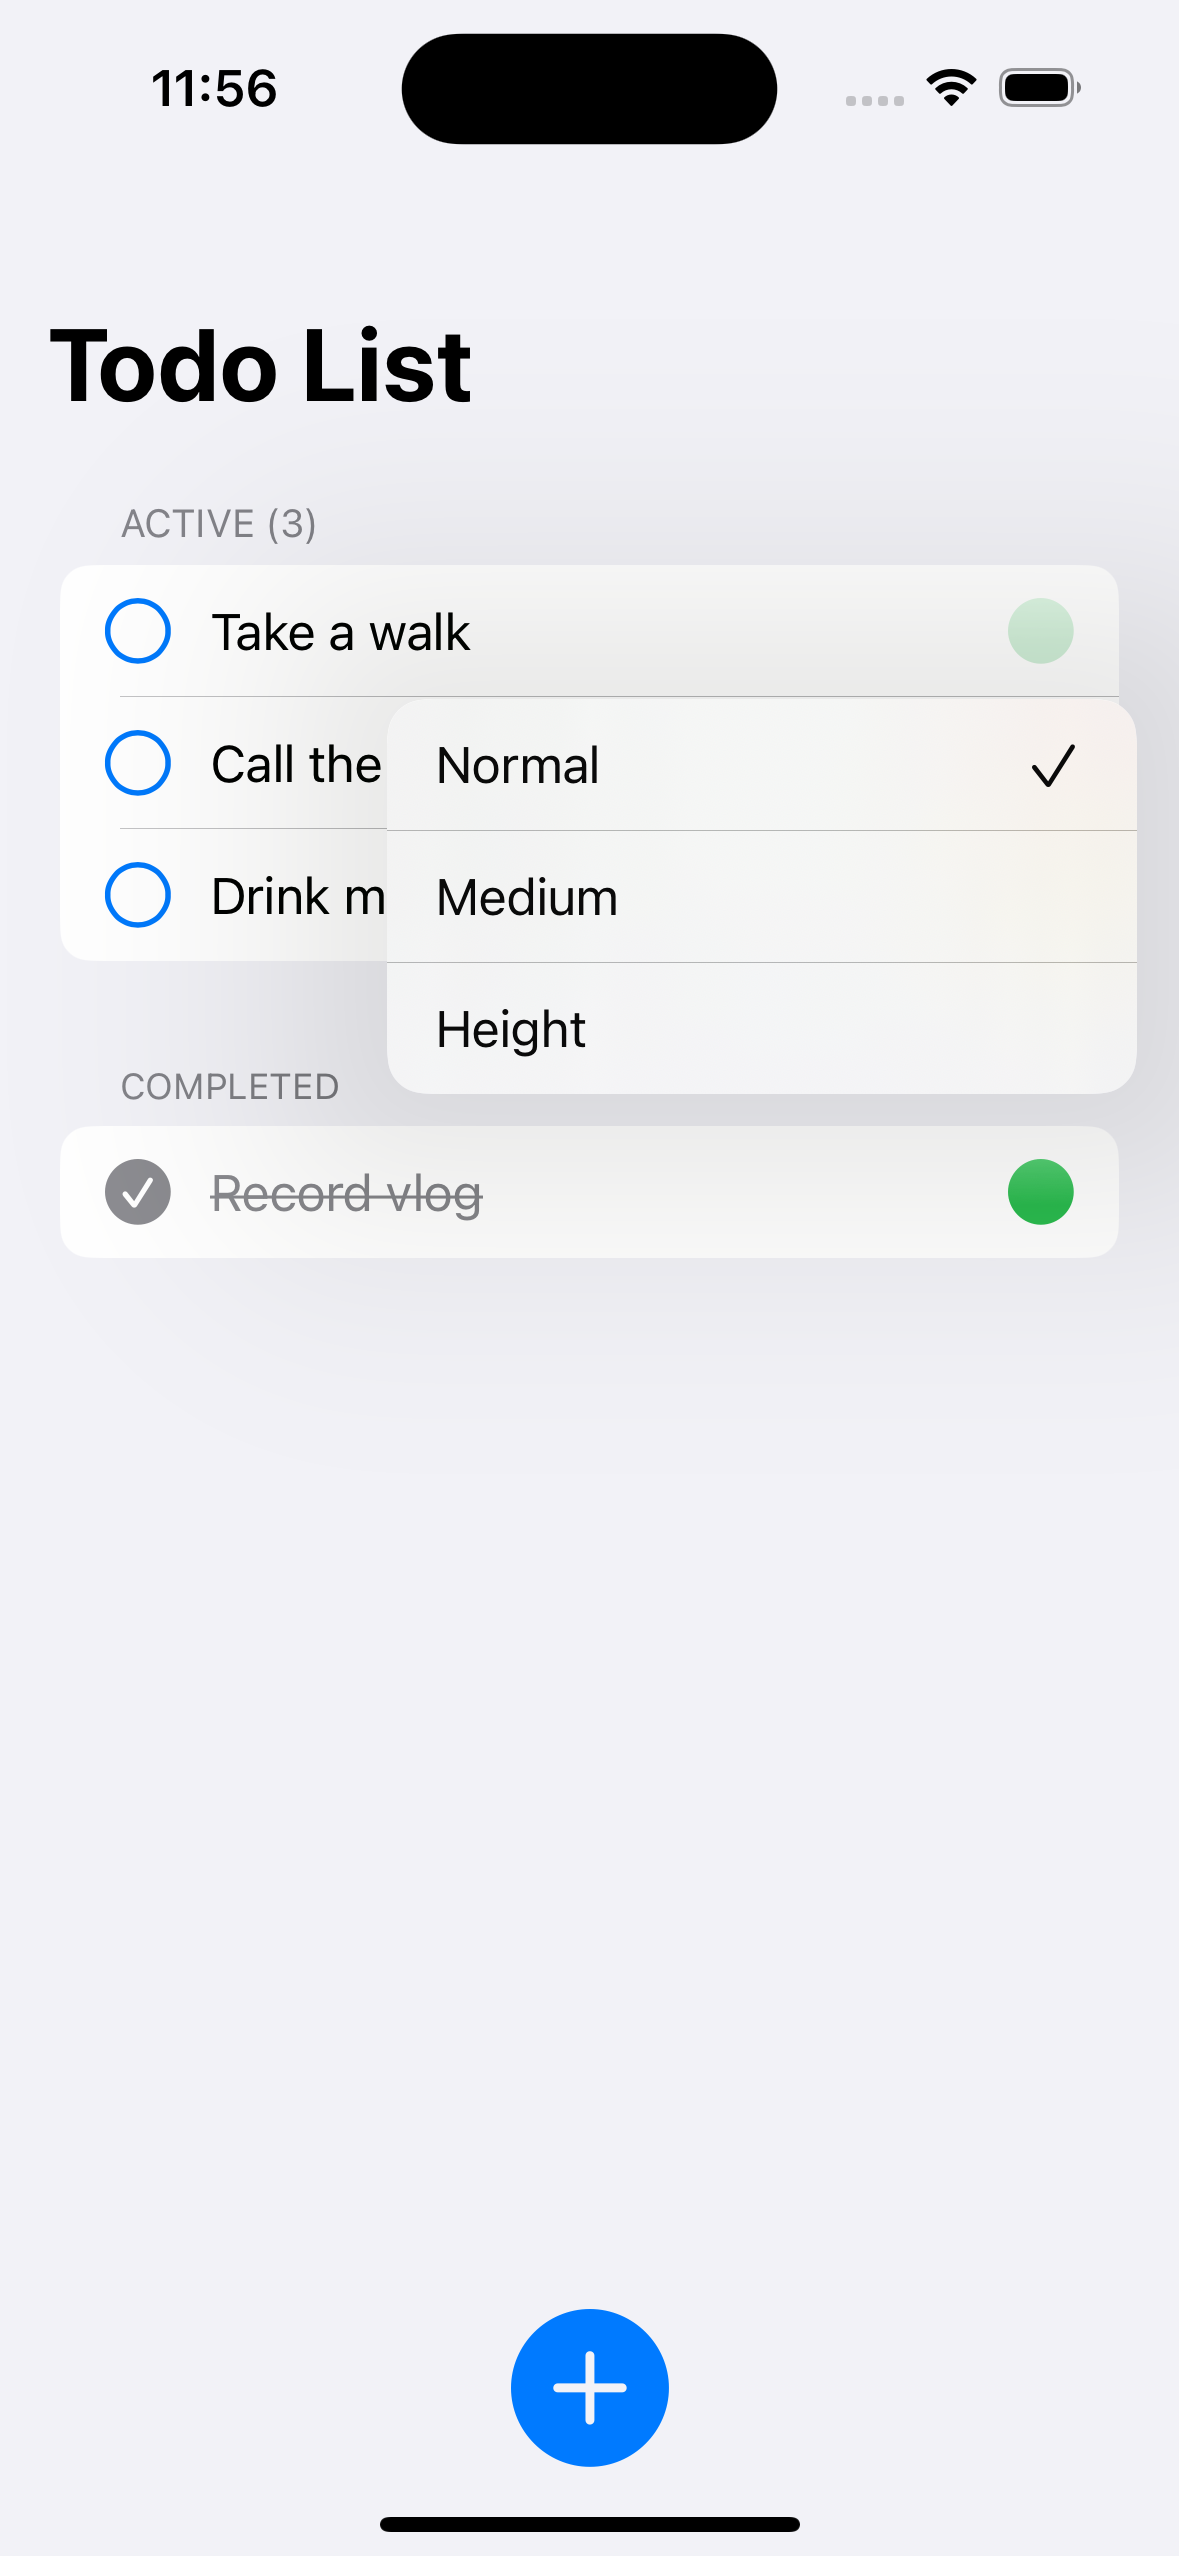 11:56
Todo List
ACTIVE (3)
Take a walk
Call the
Normal
Drink m
Medium
Height
COMPLETED
Record vlog